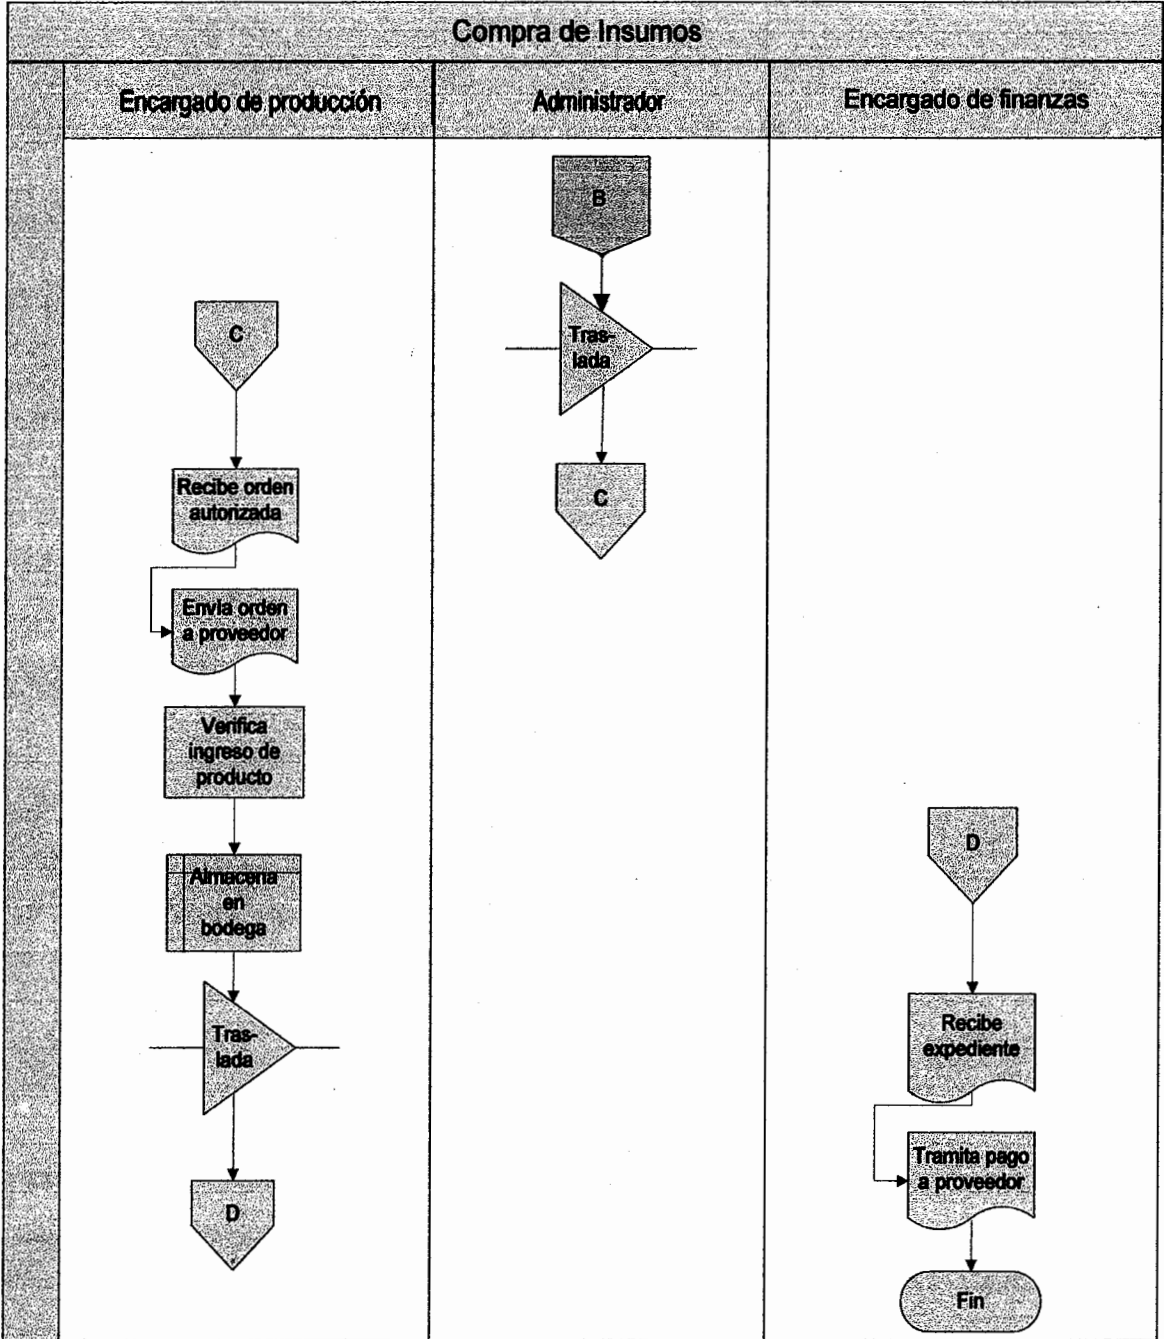 Compra de Insumos
Encargado de producción
Administrador
Encargado de finanzas
B
Tras-
lada
C
C
Recibe orden
autorizada
Envía orden
a proveedor
Verifica
ingreso de
producto
Almacena
en
bodega
Tras-
lada
D
D
Recibe
expediente
Tramita pago
a proveedor
Fin